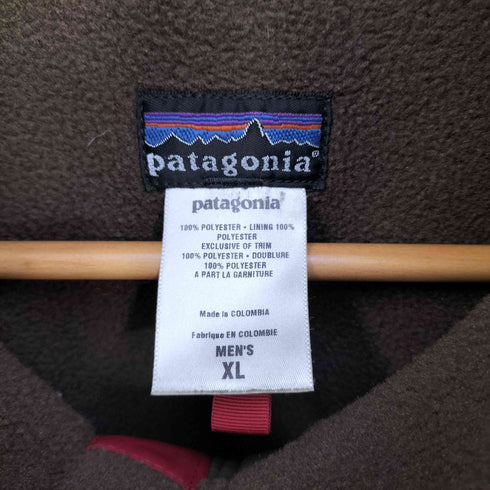 patagonia®
patagonia®
100% POLYESTER • LINING 100%
POLYESTER
EXCLUSIVE OF TRIM
100% POLYESTER • DOUBLURE
100% POLYESTER
A PART LA GARNITURE
Made in COLOMBIA
Fabrique EN COLOMBIE
MEN'S
XL